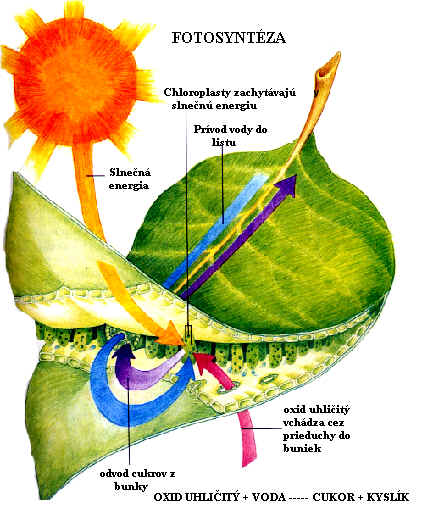 FOTOSYNTÉZA
Chloroplasty zachytávajú
slnečnú energiu
Prívod vody do
listu
Slnečná
energia
oxid uhličitý
vchádza cez
prieduchy do
buniek
odvod cukrov z
bunky
OXID UHLIČITÝ + VODA ----- CUKOR + KYSLÍK